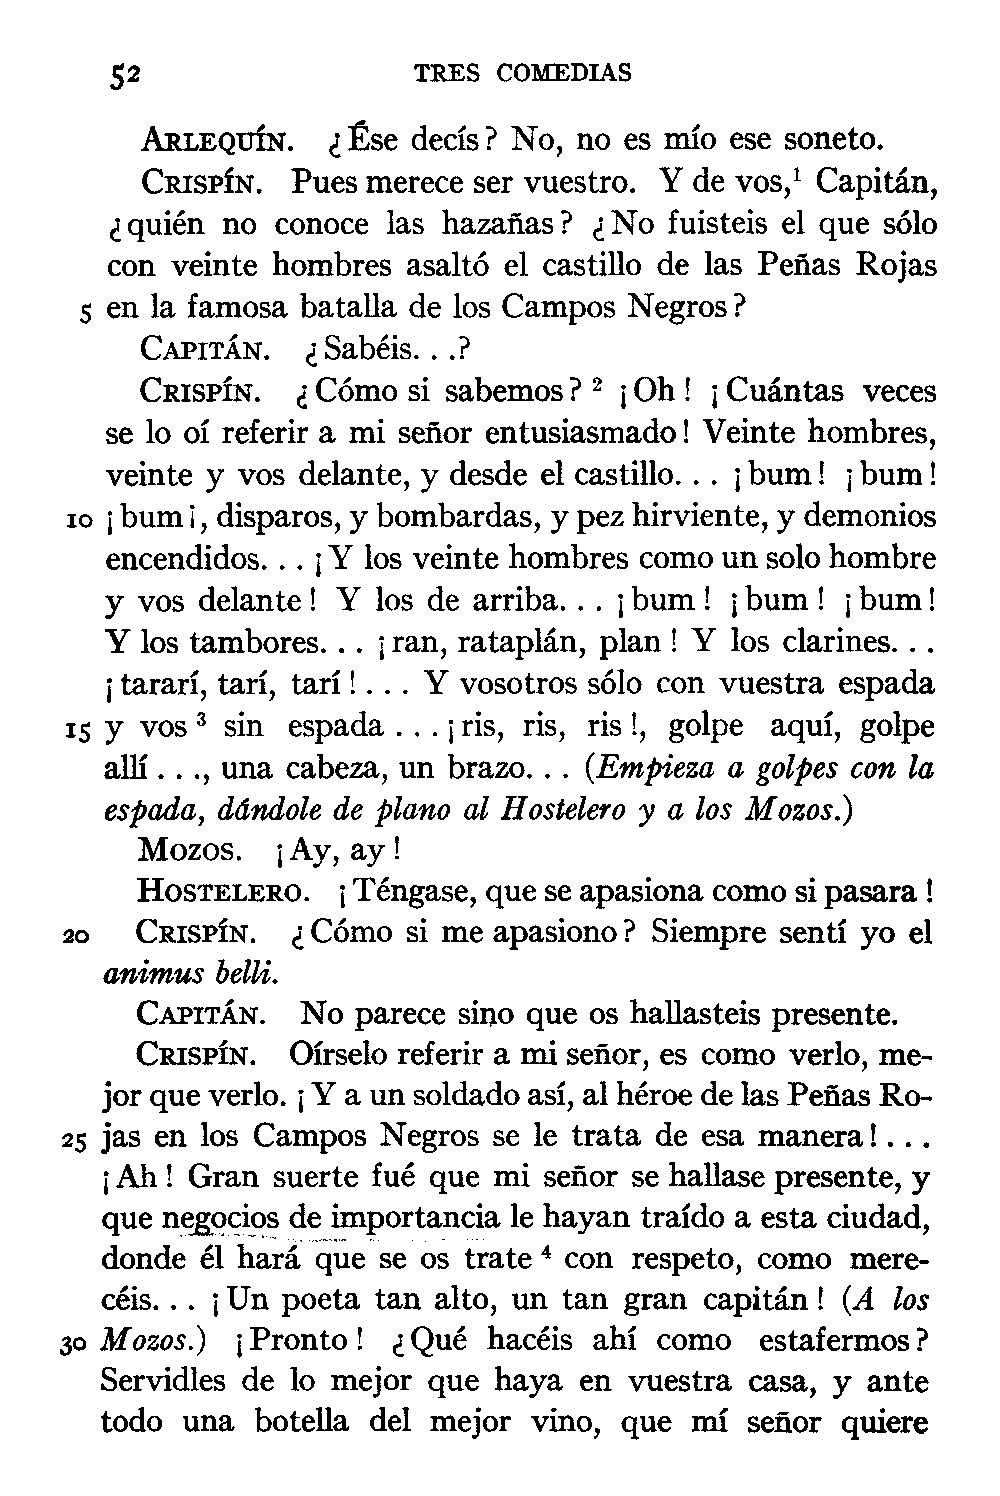 52 TRES COMEDIAS
ARLEQUÍN. ¿Ése decís? No, no es mío ese soneto.
CRISPÍN. Pues merece ser vuestro. Y de vos,¹ Capitán,
¿quién no conoce las hazañas? ¿No fuisteis el que sólo
con veinte hombres asaltó el castillo de las Peñas Rojas
5 en la famosa batalla de los Campos Negros?
CAPITÁN. ¿Sabéis. . .?
CRISPÍN. ¿Cómo si sabemos? ² ¡Oh! ¡Cuántas veces
se lo oí referir a mi señor entusiasmado! Veinte hombres,
veinte y vos delante, y desde el castillo. . . ¡bum! ¡bum!
10 ¡bum¡, disparos, y bombardas, y pez hirviente, y demonios
encendidos. . . ¡Y los veinte hombres como un solo hombre
y vos delante! Y los de arriba. . . ¡bum! ¡bum! ¡bum!
Y los tambores. . . ¡ran, rataplán, plan! Y los clarines. . .
¡tararí, tarí, tarí!. . . Y vosotros sólo con vuestra espada
15 y vos ³ sin espada . . . ¡ris, ris, ris!, golpe aquí, golpe
allí . . ., una cabeza, un brazo. . . (Empieza a golpes con la
espada, dándole de plano al Hostelero y a los Mozos.)
MOZOS. ¡Ay, ay!
HOSTELERO. ¡Téngase, que se apasiona como si pasara!
20 CRISPÍN. ¿Cómo si me apasiono? Siempre sentí yo el
animus belli.
CAPITÁN. No parece sino que os hallasteis presente.
CRISPÍN. Oírselo referir a mi señor, es como verlo, me-
jor que verlo. ¡Y a un soldado así, al héroe de las Peñas Ro-
25 jas en los Campos Negros se le trata de esa manera!. . .
¡Ah! Gran suerte fué que mi señor se hallase presente, y
que negocios de importancia le hayan traído a esta ciudad,
donde él hará que se os trate ⁴ con respeto, como mere-
céis. . . ¡Un poeta tan alto, un tan gran capitán! (A los
30 Mozos.) ¡Pronto! ¿Qué hacéis ahí como estafermos?
Servidles de lo mejor que haya en vuestra casa, y ante
todo una botella del mejor vino, que mí señor quiere